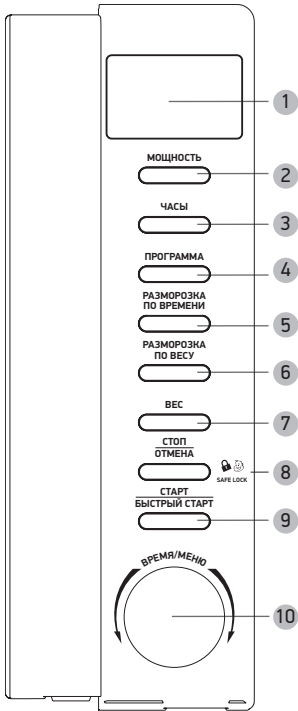 1
МОЩНОСТЬ
2
ЧАСЫ
3
ПРОГРАММА
4
РАЗМОРОЗКА
ПО ВРЕМЕНИ
5
РАЗМОРОЗКА
ПО ВЕСУ
6
ВЕС
7
СТОП
ОТМЕНА
SAFE LOCK
8
СТАРТ
БЫСТРЫЙ СТАРТ
9
ВРЕМЯ/МЕНЮ
10